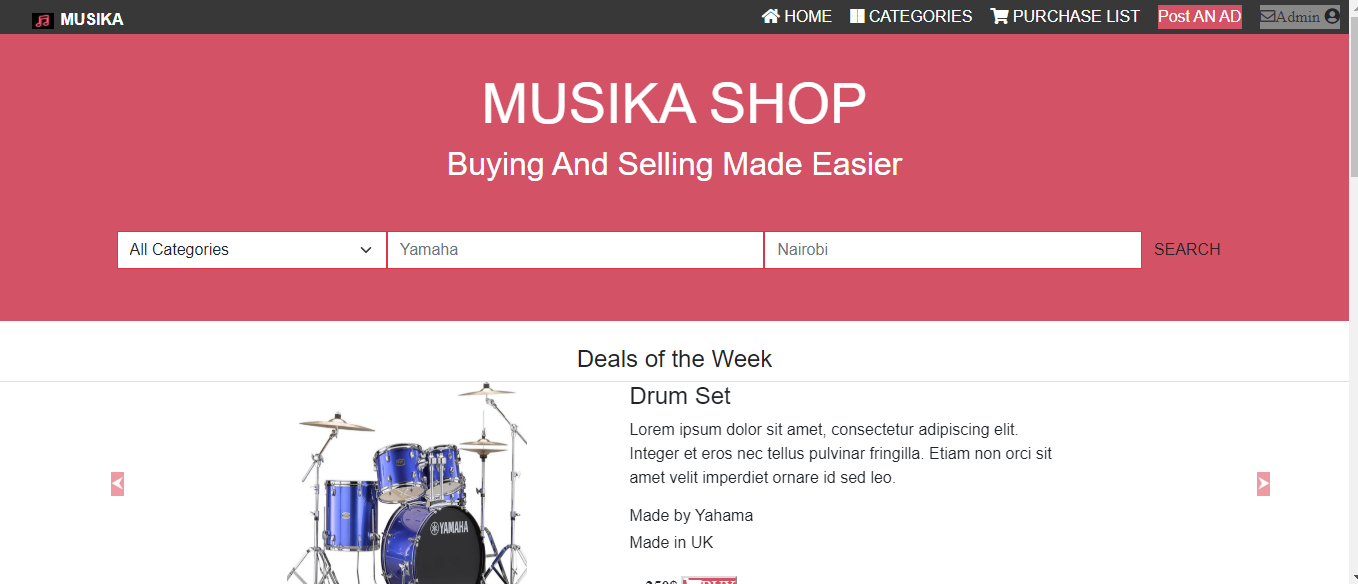 MUSIKA HOME CATEGORIES PURCHASE LIST Post AN AD Admin
MUSIKA SHOP
Buying And Selling Made Easier
All Categories Yamaha Nairobi SEARCH
Deals of the Week
Drum Set
Lorem ipsum dolor sit amet, consectetur adipiscing elit.
Integer et eros nec tellus pulvinar fringilla. Etiam non orci sit
amet velit imperdiet ornare id sed leo.
YAMAHA
Made by Yahama
Made in UK